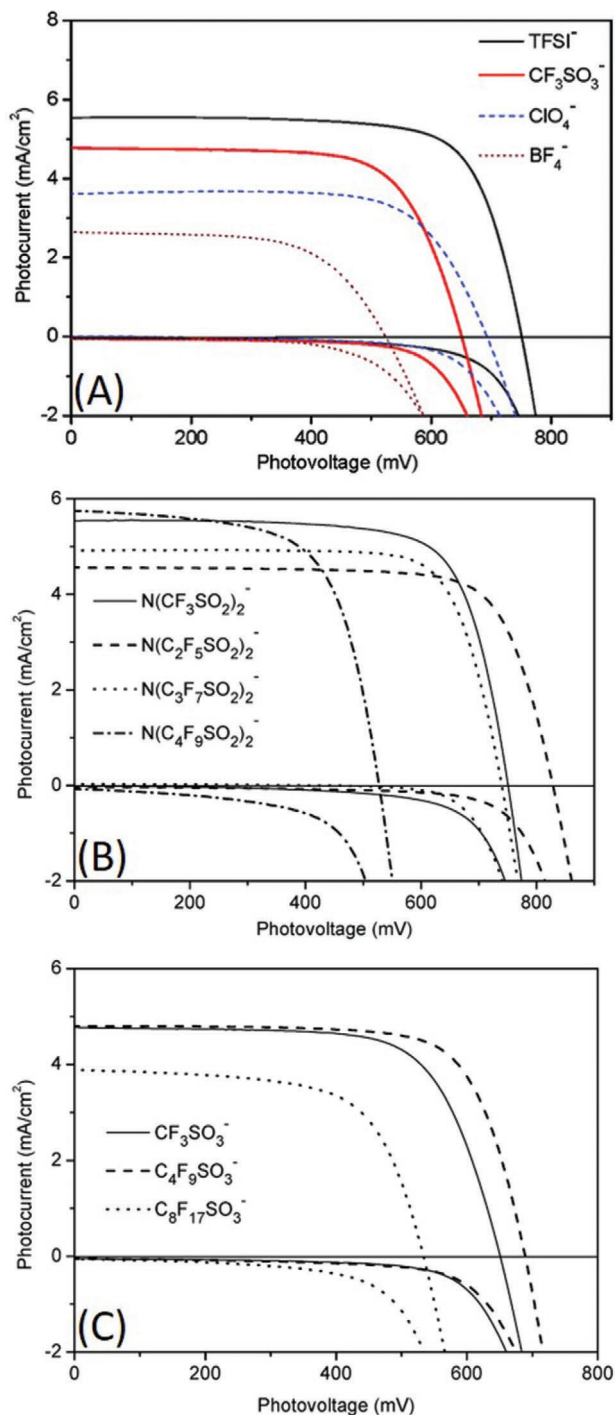 8
6
4
2
0
-2
0 200 400 600 800
Photocurrent (mA/cm²)
Photovoltage (mV)
TFSI⁻
CF₃SO₃⁻
ClO₄⁻
BF₄⁻
(A)
6
4
2
0
-2
0 200 400 600 800
Photocurrent (mA/cm²)
Photovoltage (mV)
N(CF₃SO₂)₂⁻
N(C₂F₅SO₂)₂⁻
N(C₃F₇SO₂)₂⁻
N(C₄F₉SO₂)₂⁻
(B)
6
4
2
0
-2
0 200 400 600 800
Photocurrent (mA/cm²)
Photovoltage (mV)
CF₃SO₃⁻
C₄F₉SO₃⁻
C₈F₁₇SO₃⁻
(C)